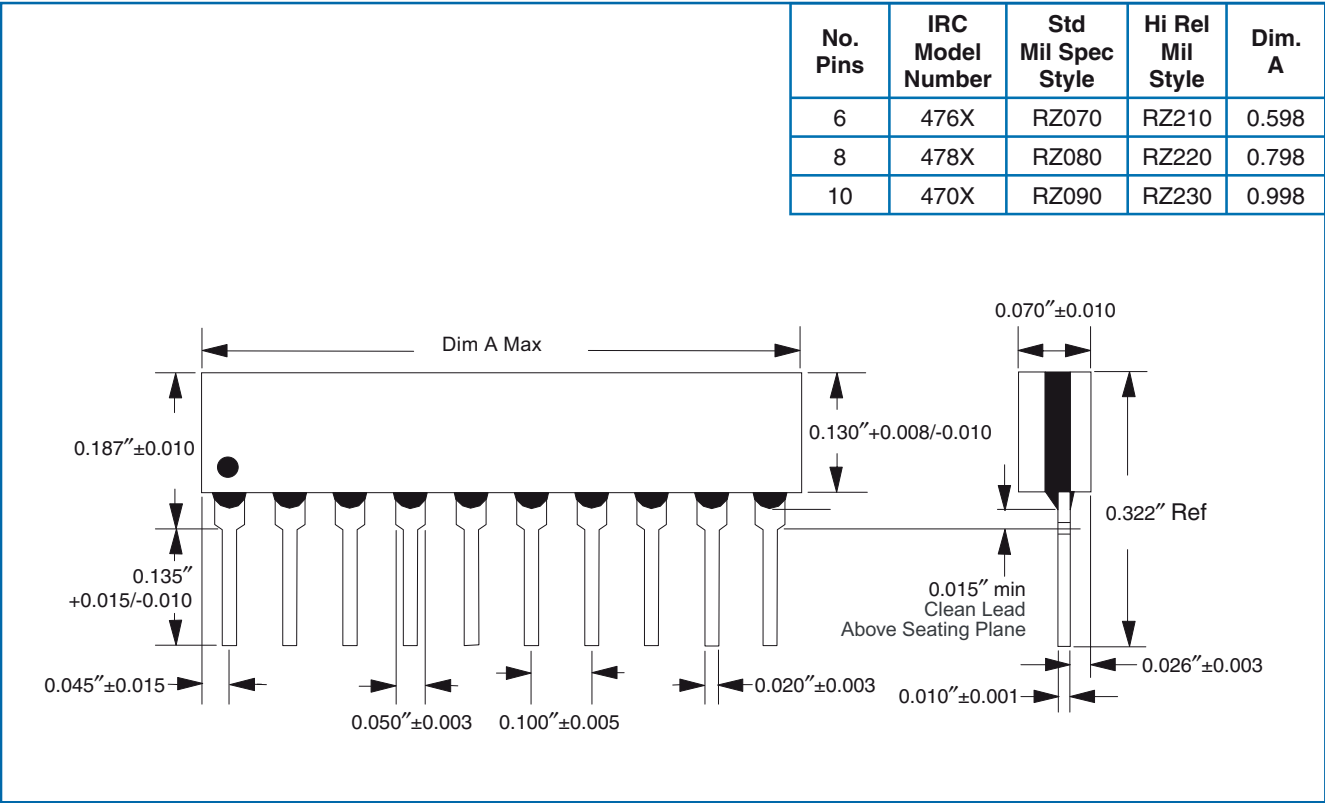 No. Pins
IRC Model Number
Std Mil Spec Style
Hi Rel Mil Style
Dim. A
6 476X RZ070 RZ210 0.598
8 478X RZ080 RZ220 0.798
10 470X RZ090 RZ230 0.998
0.070″±0.010
Dim A Max
0.187″±0.010
0.130″+0.008/-0.010
0.322″ Ref
0.135″
+0.015/-0.010
0.015″ min
Clean Lead
Above Seating Plane
0.045″±0.015
0.050″±0.003
0.100″±0.005
0.020″±0.003
0.010″±0.001
0.026″±0.003